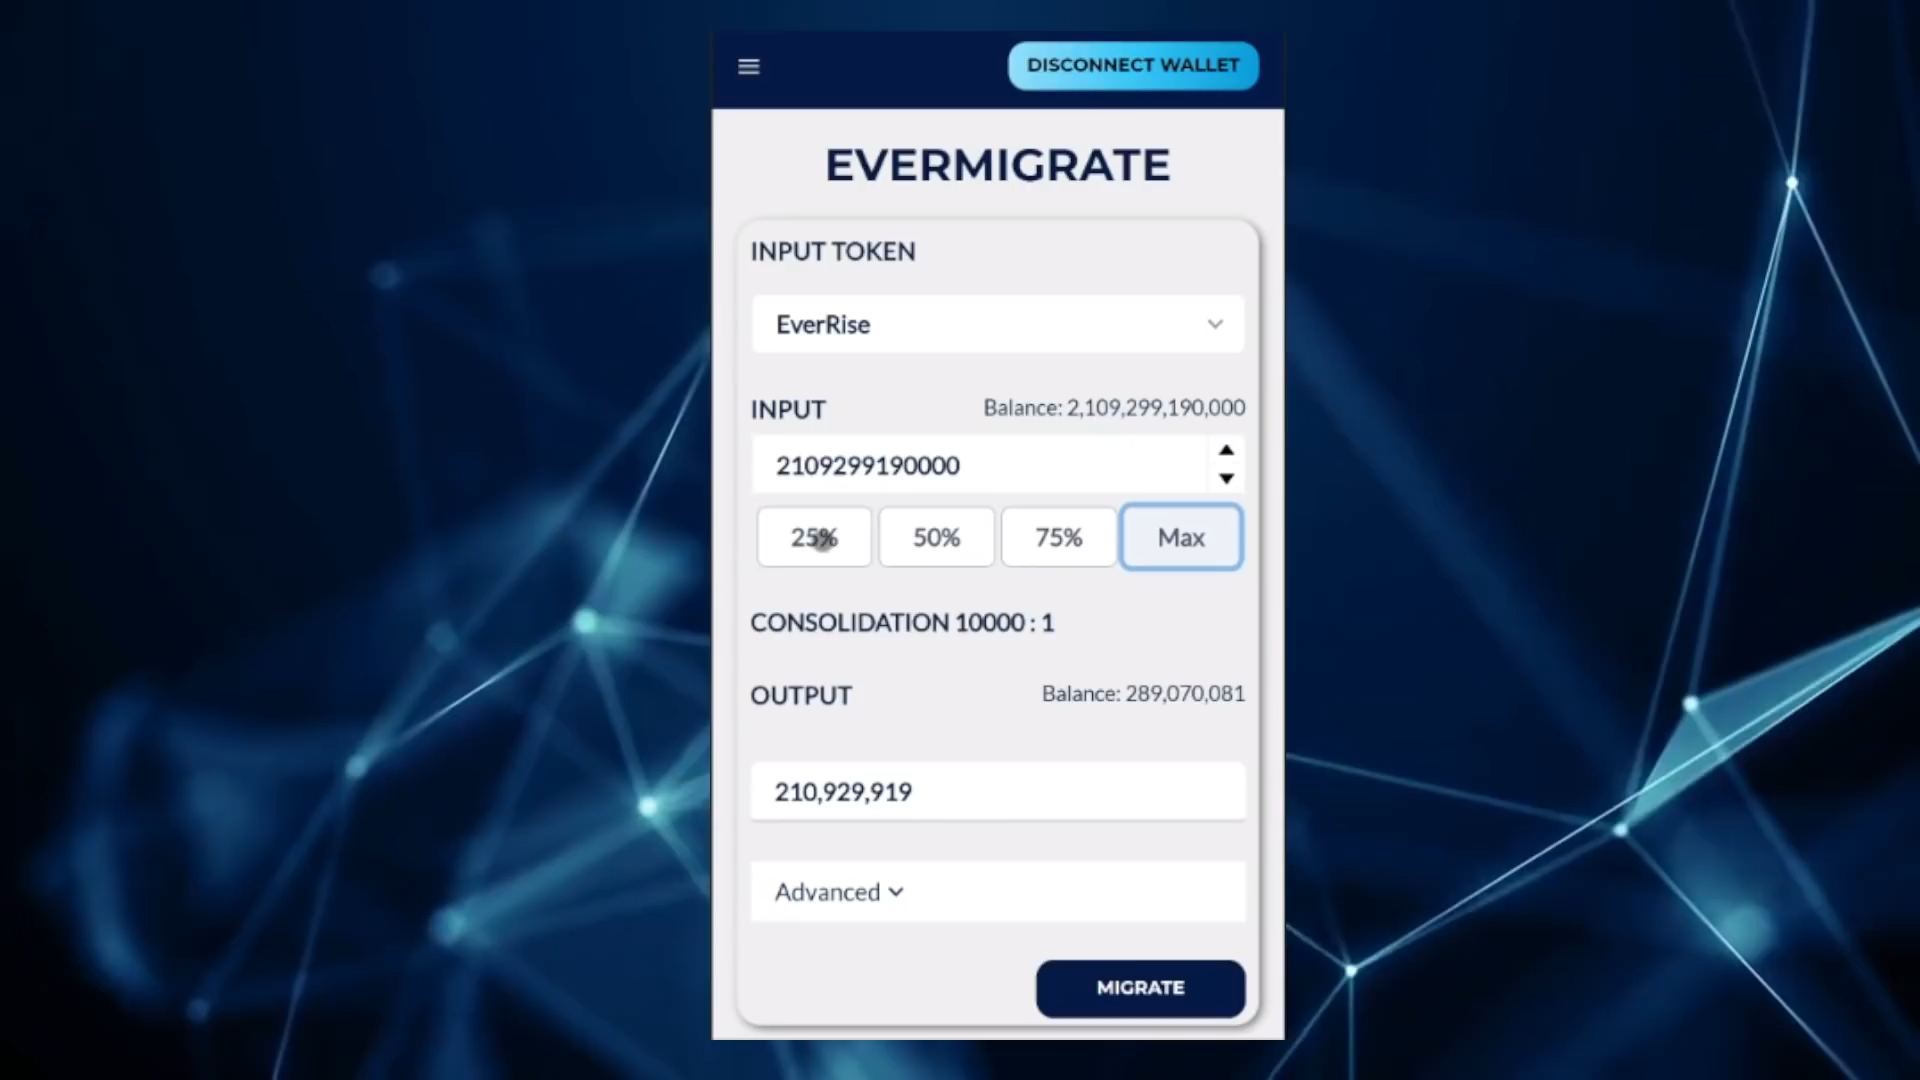 DISCONNECT WALLET
EVERMIGRATE
INPUT TOKEN
EverRise
INPUT Balance: 2,109,299,190,000
2109299190000
25% 50% 75% Max
CONSOLIDATION 10000 : 1
OUTPUT Balance: 289,070,081
210,929,919
Advanced
MIGRATE